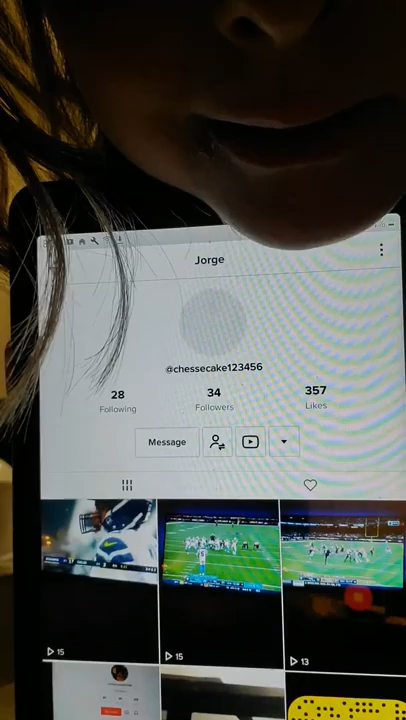 Jorge
@chessecake123456
28 34 357
Following Followers Likes
Message
15 15 13